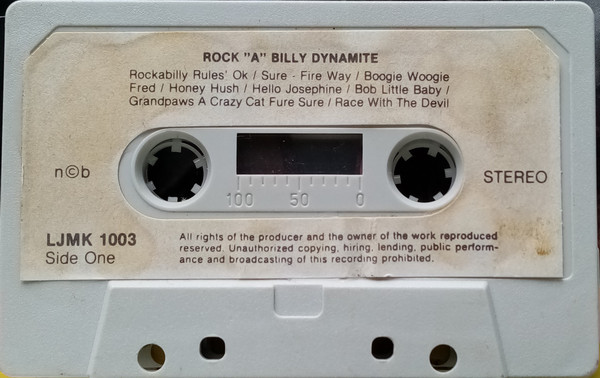 ROCK "A" BILLY DYNAMITE
Rockabilly Rules' Ok / Sure - Fire Way / Boogie Woogie
Fred / Honey Hush / Hello Josephine / Bob Little Baby /
Grandpaws A Crazy Cat Fure Sure / Race With The Devil
n©b
STEREO
100 50 0
LJMK 1003
Side One
All rights of the producer and the owner of the work reproduced
reserved. Unauthorized copying, hiring, lending, public perform-
ance and broadcasting of this recording prohibited.